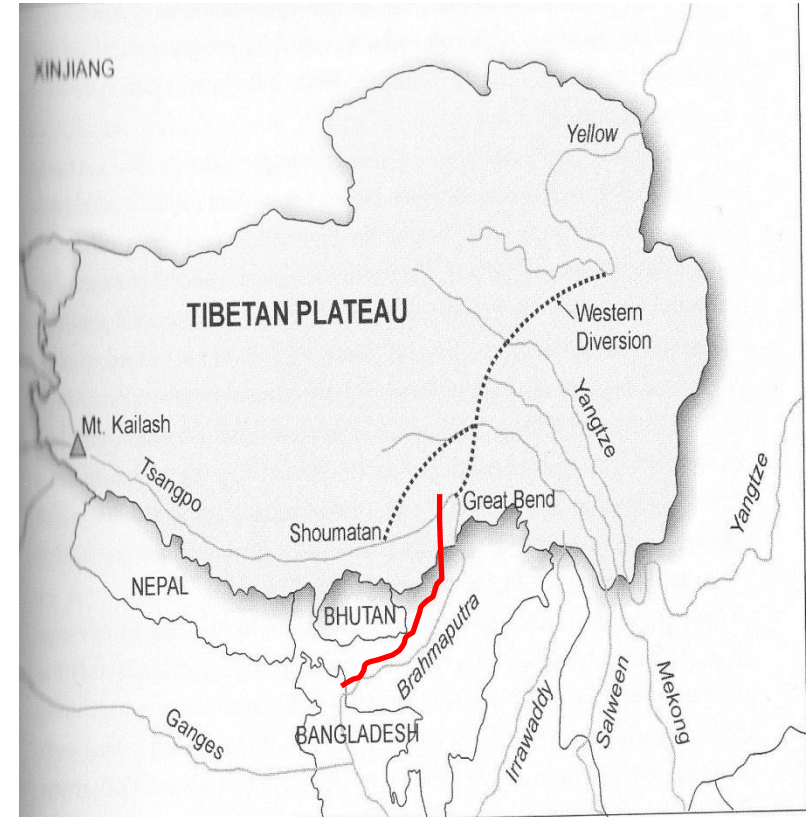 XINJIANG
Yellow
TIBETAN PLATEAU
Western
Diversion
Yangtze
Mt. Kailash
Tsangpo
Great Bend
Shoumatan
Yangtze
NEPAL
BHUTAN
Brahmaputra
BANGLADESH
Ganges
Irrawaddy
Salween
Mekong